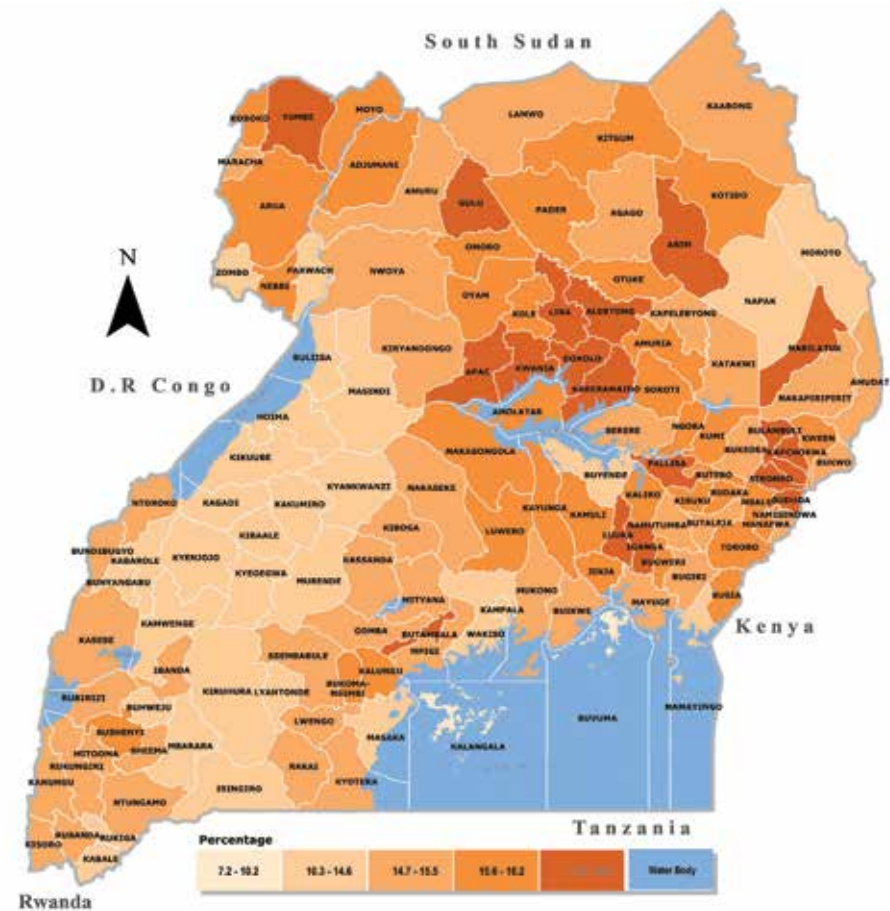 South Sudan
KAABONG
LAMWO
MOYO
KOBOKO
YUMBE
KITGUM
MARACHA
ADJUMANI
KOTIDO
AMURU
GULU
ARUA
PADER
AGAGO
ABIM
MOROTO
N
OMORO
ZOMBO
PAKWACH
NWOYA
NEBBI
OTUKE
NAPAK
OYAM
KOLE
LIRA
ALEBTONG
KAPELEBYONG
KIRYANDONGO
AMURIA
NABILATUK
BULIISA
KATAKWI
DOKOLO
APAC
KWANIA
D.R Congo
MASINDI
KABERAMAIDO
SOROTI
AMUDAT
NAKAPIRIPIRIT
HOIMA
AMOLATAR
NGORA
SERERE
KUMI
BULAMBULI
KWEEN
NAKASONGOLA
BUKEDEA
KAPCHORWA
BUKWO
KIKUUBE
BUYENDE
PALLISA
SIRONKO
KYANKWANZI
NAKASEKE
BUTEBO
NTOROKO
KAGADI
KAKUMIRO
KAYUNGA
KALIRO
BUDAKA
MBALE
BUDUDA
KAMULI
KIBUKU
NAMISINDWA
KIBOGA
LUWERO
NAMUTUMBA
BUTALEJA
MANAFWA
KIBAALE
LUUKA
BUNDIBUGYO
KYENJOJO
IGANGA
TORORO
KABAROLE
KASSANDA
BUNYANGABU
KYEGEGWA
MUBENDE
JINJA
BUGWERI
BUGIRI
MITYANA
MUKONO
BUSIA
KAMWENGE
KAMPALA
BUIKWE
MAYUGE
GOMBA
Kenya
KASESE
BUTAMBALA
WAKISO
MPIGI
SSEMBABULE
IBANDA
KALUNGU
BUKOMA-
NSIMBI
RUBIRIZI
KIRUHURA
LYANTONDE
BUHWEJU
NAMAYINGO
LWENGO
BUVUMA
BUSHENYI
MASAKA
MITOOMA
SHEEMA
MBARARA
KALANGALA
RUKUNGIRI
RAKAI
KANUNGU
KYOTERA
ISINGIRO
NTUNGAMO
RUBANDA
KISORO
RUKIGA
KABALE
Tanzania
Percentage
7.2 - 10.2
10.3 - 14.6
14.7 - 15.5
15.6 - 16.2
Water Body
Rwanda